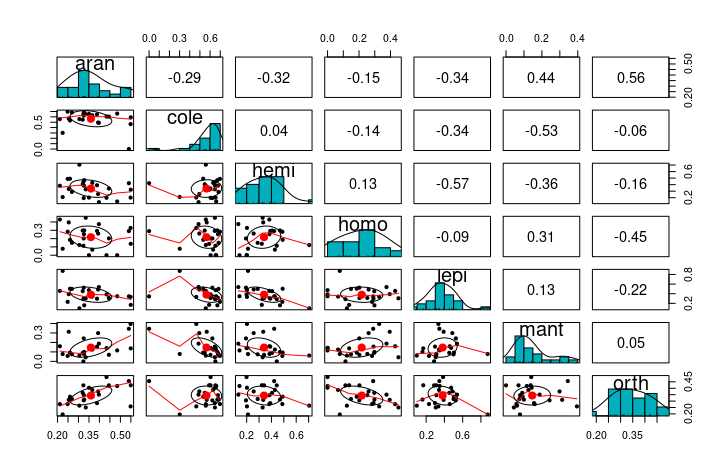 0.0 0.3 0.6 0.0 0.2 0.4 0.0 0.2 0.4
aran -0.29 -0.32 -0.15 -0.34 0.44 0.56 0.20 0.50
0.0 0.5 cole 0.04 -0.14 -0.34 -0.53 -0.06
hemi 0.13 -0.57 -0.36 -0.16 0.2 0.6
0.0 0.3 homo -0.09 0.31 -0.45
lepi 0.13 -0.22 0.2 0.8
0.0 0.3 mant 0.05
orth 0.20 0.45
0.20 0.35 0.50 0.2 0.4 0.6 0.2 0.6 0.20 0.35